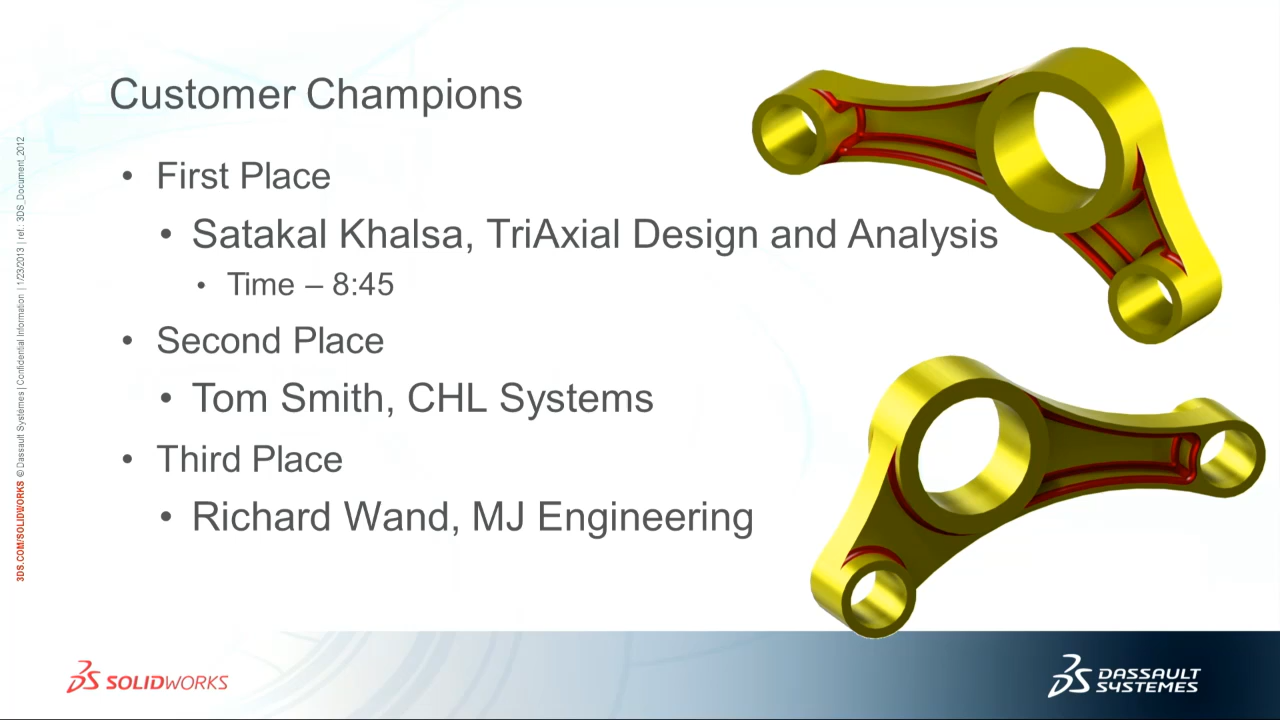 Customer Champions
• First Place
• Satakal Khalsa, TriAxial Design and Analysis
• Time – 8:45
• Second Place
• Tom Smith, CHL Systems
• Third Place
• Richard Wand, MJ Engineering
3DS.COM/SOLIDWORKS © Dassault Systèmes | Confidential Information | 1/23/2013 | ref.: 3DS_Document_2012
SOLIDWORKS
DASSAULT
SYSTEMES